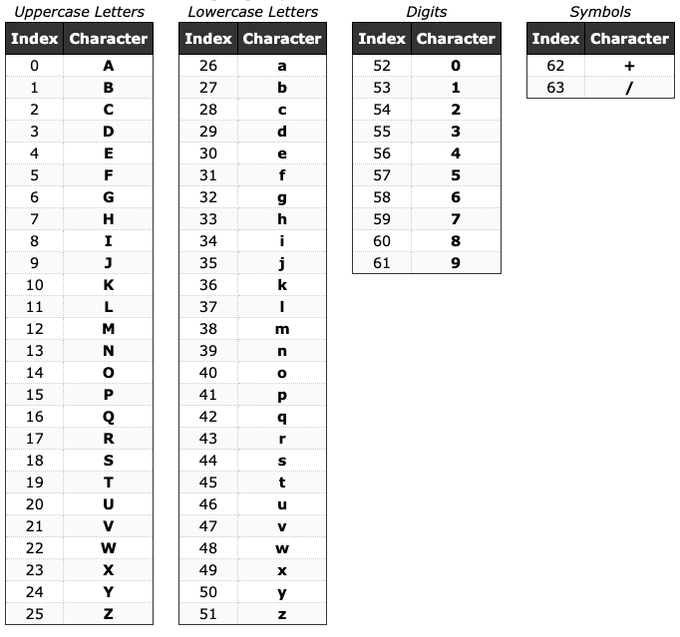 Uppercase Letters Lowercase Letters Digits Symbols
Index Character Index Character Index Character Index Character
0 A 26 a 52 0 62 +
1 B 27 b 53 1 63 /
2 C 28 c 54 2
3 D 29 d 55 3
4 E 30 e 56 4
5 F 31 f 57 5
6 G 32 g 58 6
7 H 33 h 59 7
8 I 34 i 60 8
9 J 35 j 61 9
10 K 36 k
11 L 37 l
12 M 38 m
13 N 39 n
14 O 40 o
15 P 41 p
16 Q 42 q
17 R 43 r
18 S 44 s
19 T 45 t
20 U 46 u
21 V 47 v
22 W 48 w
23 X 49 x
24 Y 50 y
25 Z 51 z